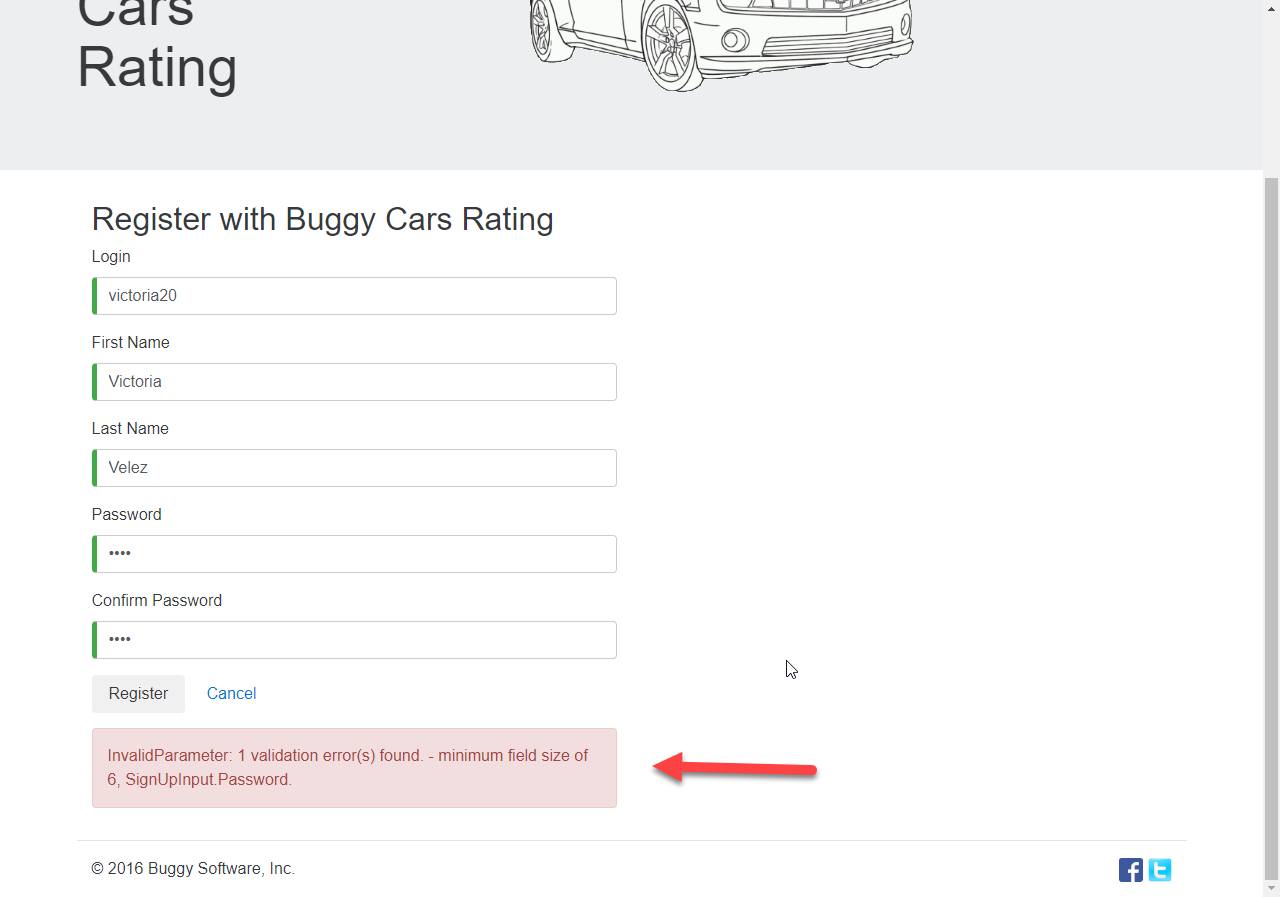 Cars
Rating
Register with Buggy Cars Rating
Login
victoria20
First Name
Victoria
Last Name
Velez
Password
••••
Confirm Password
••••
Register Cancel
InvalidParameter: 1 validation error(s) found. - minimum field size of
6, SignUpInput.Password.
© 2016 Buggy Software, Inc.